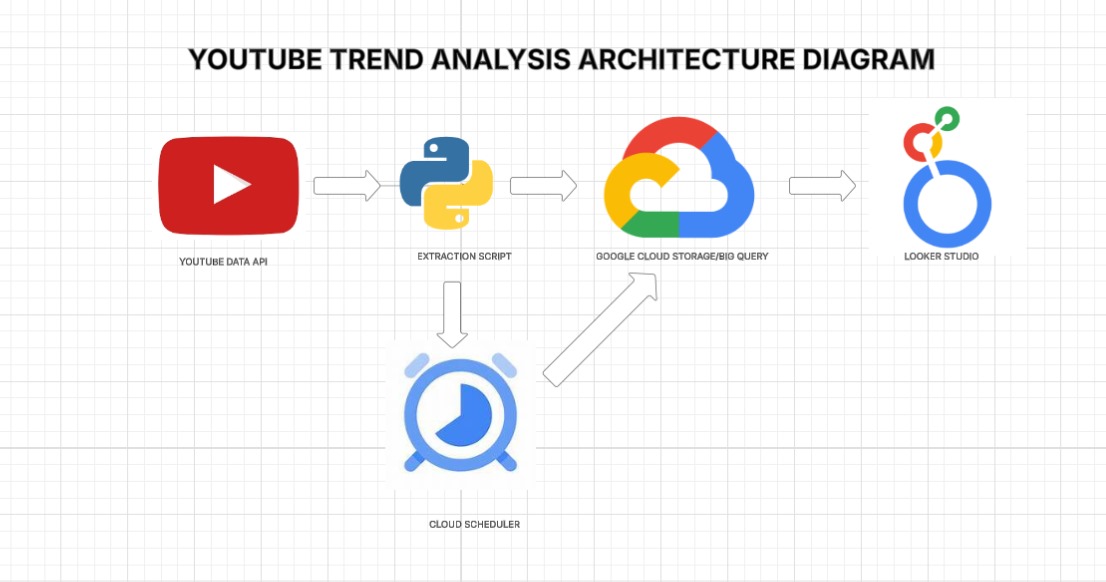 YOUTUBE TREND ANALYSIS ARCHITECTURE DIAGRAM
YOUTUBE DATA API
EXTRACTION SCRIPT
GOOGLE CLOUD STORAGE/BIG QUERY
LOOKER STUDIO
CLOUD SCHEDULER